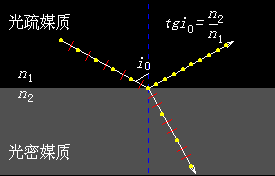 光疏媒质
tgi₀=n₂/n₁
i₀
n₁
n₂
光密媒质